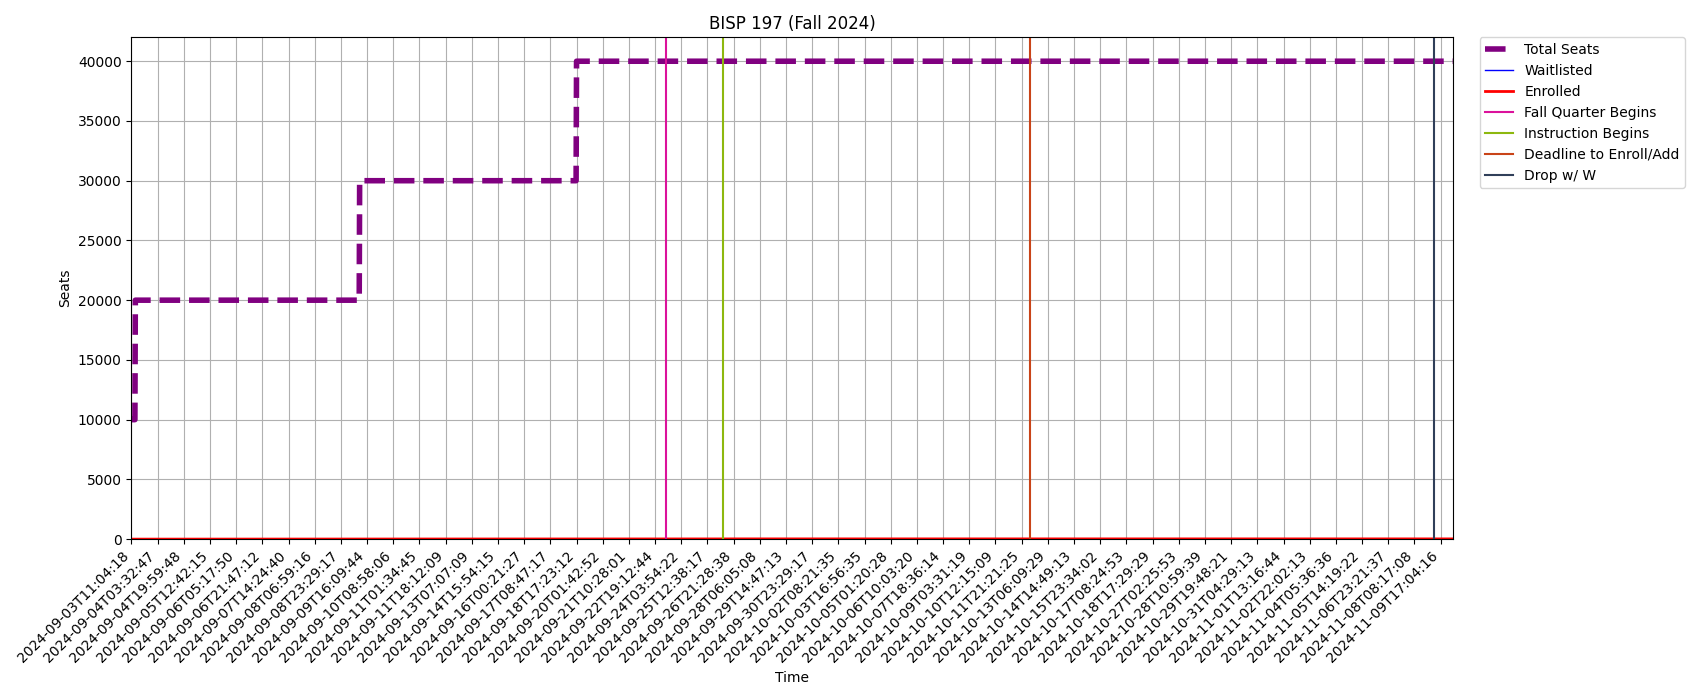 BISP 197 (Fall 2024)
40000
35000
30000
25000
20000
15000
10000
5000
0
Seats
Total Seats
Waitlisted
Enrolled
Fall Quarter Begins
Instruction Begins
Deadline to Enroll/Add
Drop w/ W
2024-09-03T11:04:18
2024-09-04T03:32:47
2024-09-04T19:59:48
2024-09-05T12:42:15
2024-09-06T05:17:50
2024-09-06T21:47:12
2024-09-07T14:24:40
2024-09-08T06:59:16
2024-09-08T23:29:17
2024-09-09T16:09:44
2024-09-10T08:58:06
2024-09-11T01:34:45
2024-09-11T18:12:09
2024-09-13T07:07:09
2024-09-14T15:54:15
2024-09-16T00:21:27
2024-09-17T08:47:17
2024-09-18T17:23:12
2024-09-20T01:42:52
2024-09-21T10:28:01
2024-09-22T19:12:44
2024-09-24T03:54:22
2024-09-25T12:38:17
2024-09-26T21:28:38
2024-09-28T06:05:08
2024-09-29T14:47:13
2024-09-30T23:29:17
2024-10-02T08:21:35
2024-10-03T16:56:35
2024-10-05T01:20:28
2024-10-06T10:03:20
2024-10-07T18:36:14
2024-10-09T03:31:19
2024-10-10T12:15:09
2024-10-11T21:21:25
2024-10-13T06:09:29
2024-10-14T14:49:13
2024-10-15T23:34:02
2024-10-17T08:24:53
2024-10-18T17:29:29
2024-10-27T02:25:53
2024-10-28T10:59:39
2024-10-29T19:48:21
2024-10-31T04:29:13
2024-11-01T13:16:44
2024-11-02T22:02:13
2024-11-04T05:36:36
2024-11-05T14:19:22
2024-11-06T23:21:37
2024-11-08T08:17:08
2024-11-09T17:04:16
Time